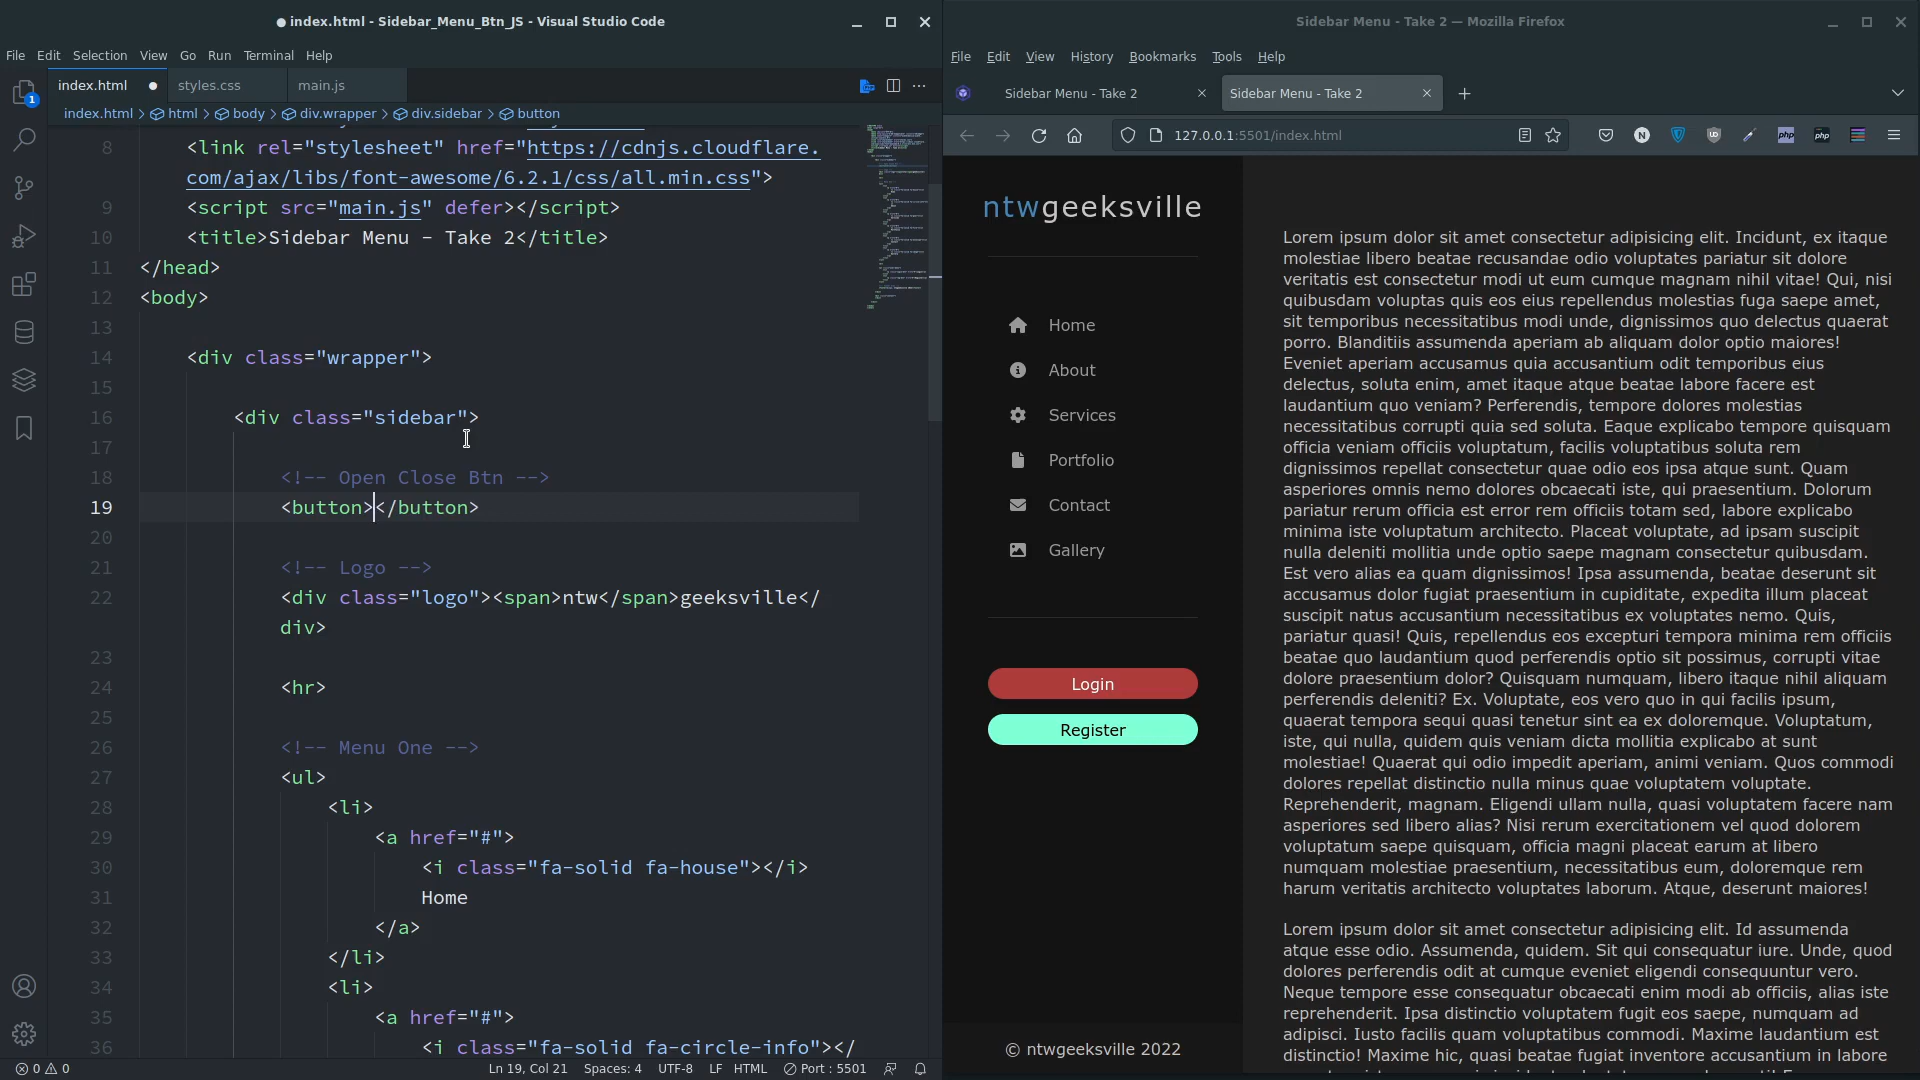 ● index.html - Sidebar_Menu_Btn_JS - Visual Studio Code
File Edit Selection View Go Run Terminal Help
index.html ● styles.css main.js
index.html > html > body > div.wrapper > div.sidebar > button
8 <link rel="stylesheet" href="https://cdnjs.cloudflare.
com/ajax/libs/font-awesome/6.2.1/css/all.min.css">
9 <script src="main.js" defer></script>
10 <title>Sidebar Menu - Take 2</title>
11 </head>
12 <body>
13
14 <div class="wrapper">
15
16 <div class="sidebar">
17
18 <!-- Open Close Btn -->
19 <button></button>
20
21 <!-- Logo -->
22 <div class="logo"><span>ntw</span>geeksville</
div>
23
24 <hr>
25
26 <!-- Menu One -->
27 <ul>
28 <li>
29 <a href="#">
30 <i class="fa-solid fa-house"></i>
31 Home
32 </a>
33 </li>
34 <li>
35 <a href="#">
36 <i class="fa-solid fa-circle-info"></
1
0 0 Ln 19, Col 21 Spaces: 4 UTF-8 LF HTML Port : 5501
Sidebar Menu - Take 2 — Mozilla Firefox
File Edit View History Bookmarks Tools Help
Sidebar Menu - Take 2 Sidebar Menu - Take 2
127.0.0.1:5501/index.html
N UD php php
ntwgeeksville
Home
About
Services
Portfolio
Contact
Gallery
Login
Register
© ntwgeeksville 2022
Lorem ipsum dolor sit amet consectetur adipisicing elit. Incidunt, ex itaque
molestiae libero beatae recusandae odio voluptates pariatur sit dolore
veritatis est consectetur modi ut eum cumque magnam nihil vitae! Qui, nisi
quibusdam voluptas quis eos eius repellendus molestias fuga saepe amet,
sit temporibus necessitatibus modi unde, dignissimos quo delectus quaerat
porro. Blanditiis assumenda aperiam ab aliquam dolor optio maiores!
Eveniet aperiam accusamus quia accusantium odit temporibus eius
delectus, soluta enim, amet itaque atque beatae labore facere est
laudantium quo veniam? Perferendis, tempore dolores molestias
necessitatibus corrupti quia sed soluta. Eaque explicabo tempore quisquam
officia veniam officiis voluptatum, facilis voluptatibus soluta rem
dignissimos repellat consectetur quae odio eos ipsa atque sunt. Quam
asperiores omnis nemo dolores obcaecati iste, qui praesentium. Dolorum
pariatur rerum officia est error rem officiis totam sed, labore explicabo
minima iste voluptatum architecto. Placeat voluptate, ad ipsam suscipit
nulla deleniti mollitia unde optio saepe magnam consectetur quibusdam.
Est vero alias ea quam dignissimos! Ipsa assumenda, beatae deserunt sit
accusamus dolor fugiat praesentium in cupiditate, expedita illum placeat
suscipit natus accusantium necessitatibus ex voluptates nemo. Quis,
pariatur quasi! Quis, repellendus eos excepturi tempora minima rem officiis
beatae quo laudantium quod perferendis optio sit possimus, corrupti vitae
dolore praesentium dolor? Quisquam numquam, libero itaque nihil aliquam
perferendis deleniti? Ex. Voluptate, eos vero quo in qui facilis ipsum,
quaerat tempora sequi quasi tenetur sint ea ex doloremque. Voluptatum,
iste, qui nulla, quidem quis veniam dicta mollitia explicabo at sunt
molestiae! Quaerat qui odio impedit aperiam, animi veniam. Quos commodi
dolores repellat distinctio nulla minus quae voluptatem voluptate.
Reprehenderit, magnam. Eligendi ullam nulla, quasi voluptatem facere nam
asperiores sed libero alias? Nisi rerum exercitationem vel quod dolorem
voluptatum saepe quisquam, officia magni placeat earum at libero
numquam molestiae praesentium, necessitatibus eum, doloremque rem
harum veritatis architecto voluptates laborum. Atque, deserunt maiores!
Lorem ipsum dolor sit amet consectetur adipisicing elit. Id assumenda
atque esse odio. Assumenda, quidem. Sit qui consequatur iure. Unde, quod
dolores perferendis odit at cumque eveniet eligendi consequuntur vero.
Neque tempore esse consequatur obcaecati enim modi ab officiis, alias iste
reprehenderit. Ipsa distinctio voluptatem fugit eos saepe, numquam ad
adipisci. Iusto facilis quam voluptatibus commodi. Maxime laudantium est
distinctio! Maxime hic, quasi beatae fugiat inventore accusantium in labore